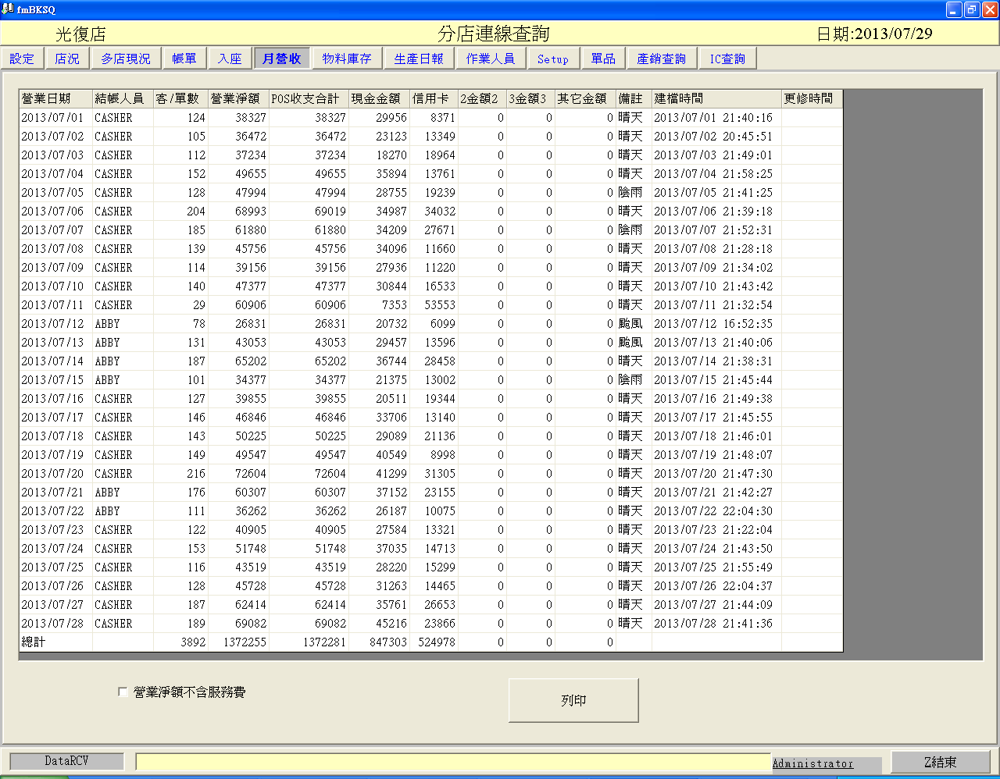 fmBKSQ
光復店 分店連線查詢 日期:2013/07/29
設定 店況 多店現況 帳單 入座 月營收 物料庫存 生產日報 作業人員 Setup 單品 產銷查詢 IC查詢
營業日期 結帳人員 客/單數 營業淨額 POS收支合計 現金金額 信用卡 2金額2 3金額3 其它金額 備註 建檔時間 更修時間
2013/07/01 CASHER 124 38327 38327 29956 8371 0 0 0 晴天 2013/07/01 21:40:16
2013/07/02 CASHER 105 36472 36472 23123 13349 0 0 0 晴天 2013/07/02 20:45:51
2013/07/03 CASHER 112 37234 37234 18270 18964 0 0 0 晴天 2013/07/03 21:49:01
2013/07/04 CASHER 152 49655 49655 35894 13761 0 0 0 晴天 2013/07/04 21:58:25
2013/07/05 CASHER 128 47994 47994 28755 19239 0 0 0 陰雨 2013/07/05 21:41:25
2013/07/06 CASHER 204 68993 69019 34987 34032 0 0 0 晴天 2013/07/06 21:39:18
2013/07/07 CASHER 185 61880 61880 34209 27671 0 0 0 陰雨 2013/07/07 21:52:31
2013/07/08 CASHER 139 45756 45756 34096 11660 0 0 0 晴天 2013/07/08 21:28:18
2013/07/09 CASHER 114 39156 39156 27936 11220 0 0 0 晴天 2013/07/09 21:34:02
2013/07/10 CASHER 140 47377 47377 30844 16533 0 0 0 晴天 2013/07/10 21:43:42
2013/07/11 CASHER 29 60906 60906 7353 53553 0 0 0 晴天 2013/07/11 21:32:54
2013/07/12 ABBY 78 26831 26831 20732 6099 0 0 0 颱風 2013/07/12 16:52:35
2013/07/13 ABBY 131 43053 43053 29457 13596 0 0 0 颱風 2013/07/13 21:40:06
2013/07/14 ABBY 187 65202 65202 36744 28458 0 0 0 晴天 2013/07/14 21:38:31
2013/07/15 ABBY 101 34377 34377 21375 13002 0 0 0 陰雨 2013/07/15 21:45:44
2013/07/16 CASHER 127 39855 39855 20511 19344 0 0 0 晴天 2013/07/16 21:49:38
2013/07/17 CASHER 146 46846 46846 33706 13140 0 0 0 晴天 2013/07/17 21:45:55
2013/07/18 CASHER 143 50225 50225 29089 21136 0 0 0 晴天 2013/07/18 21:46:01
2013/07/19 CASHER 149 49547 49547 40549 8998 0 0 0 晴天 2013/07/19 21:48:07
2013/07/20 CASHER 216 72604 72604 41299 31305 0 0 0 晴天 2013/07/20 21:47:30
2013/07/21 ABBY 176 60307 60307 37152 23155 0 0 0 晴天 2013/07/21 21:42:27
2013/07/22 ABBY 111 36262 36262 26187 10075 0 0 0 晴天 2013/07/22 22:04:30
2013/07/23 CASHER 122 40905 40905 27584 13321 0 0 0 晴天 2013/07/23 21:22:04
2013/07/24 CASHER 153 51748 51748 37035 14713 0 0 0 晴天 2013/07/24 21:43:50
2013/07/25 CASHER 116 43519 43519 28220 15299 0 0 0 晴天 2013/07/25 21:55:49
2013/07/26 CASHER 128 45728 45728 31263 14465 0 0 0 晴天 2013/07/26 22:04:37
2013/07/27 CASHER 187 62414 62414 35761 26653 0 0 0 晴天 2013/07/27 21:44:09
2013/07/28 CASHER 189 69082 69082 45216 23866 0 0 0 晴天 2013/07/28 21:41:36
總計 3892 1372255 1372281 847303 524978 0 0 0
營業淨額不含服務費 列印
DataRCV Administrator Z結束